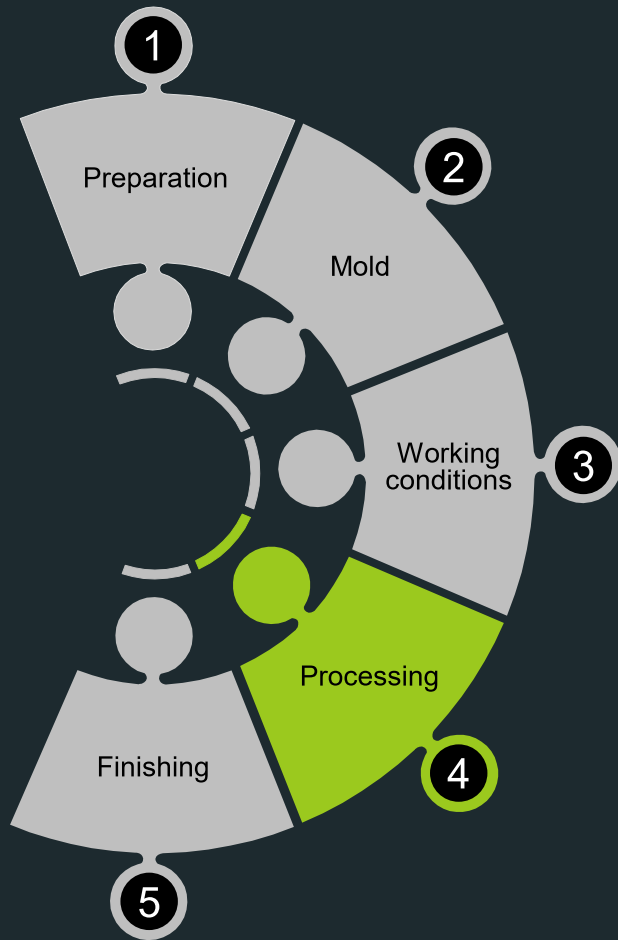 1
Preparation
2
Mold
3
Working
conditions
4
Processing
5
Finishing